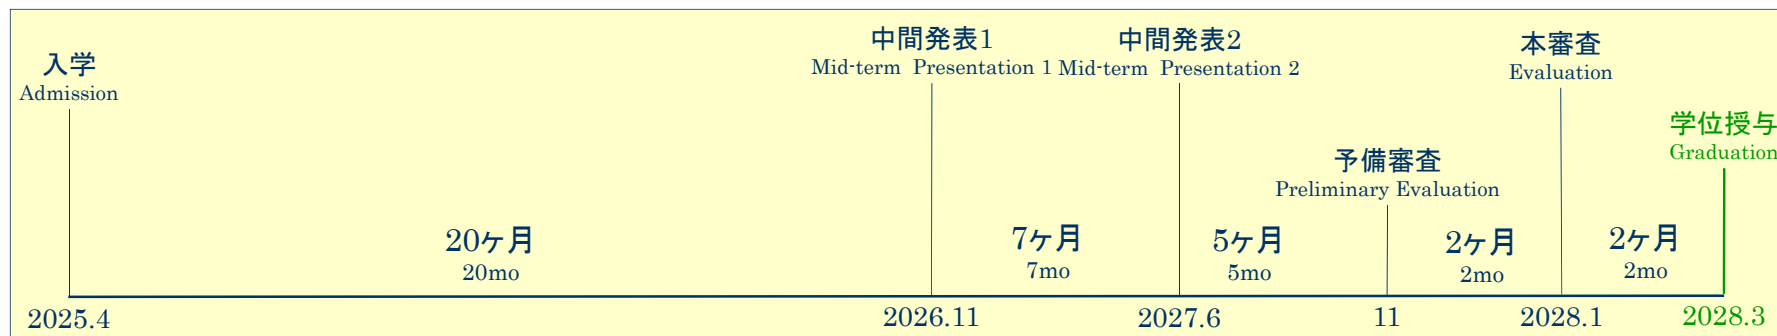 入学
Admission
中間発表1
Mid-term Presentation 1
中間発表2
Mid-term Presentation 2
予備審査
Preliminary Evaluation
本審査
Evaluation
学位授与
Graduation
20ヶ月
20mo
7ヶ月
7mo
5ヶ月
5mo
2ヶ月
2mo
2ヶ月
2mo
2025.4
2026.11
2027.6
11
2028.1
2028.3